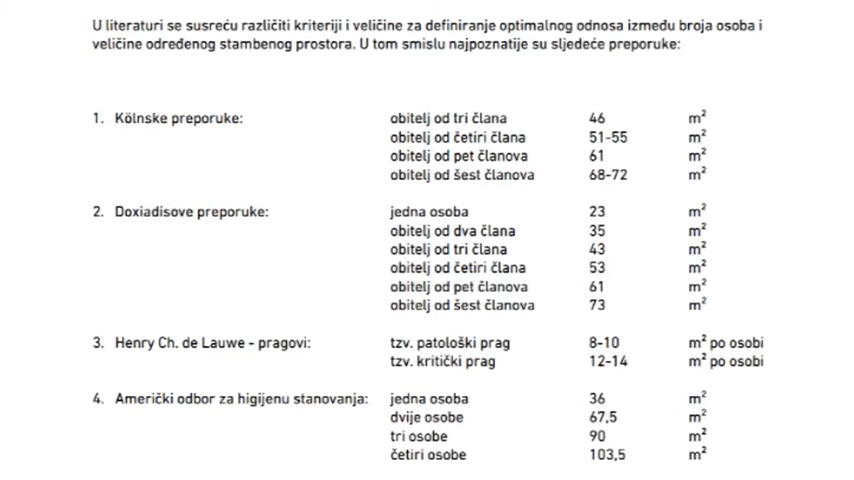 U literaturi se susreću različiti kriteriji i veličine za definiranje optimalnog odnosa između broja osoba i
veličine određenog stambenog prostora. U tom smislu najpoznatije su sljedeće preporuke:
1. Kölnske preporuke: obitelj od tri člana 46 m²
obitelj od četiri člana 51-55 m²
obitelj od pet članova 61 m²
obitelj od šest članova 68-72 m²
2. Doxiadisove preporuke: jedna osoba 23 m²
obitelj od dva člana 35 m²
obitelj od tri člana 43 m²
obitelj od četiri člana 53 m²
obitelj od pet članova 61 m²
obitelj od šest članova 73 m²
3. Henry Ch. de Lauwe - pragovi: tzv. patološki prag 8-10 m² po osobi
tzv. kritički prag 12-14 m² po osobi
4. Američki odbor za higijenu stanovanja: jedna osoba 36 m²
dvije osobe 67,5 m²
tri osobe 90 m²
četiri osobe 103,5 m²